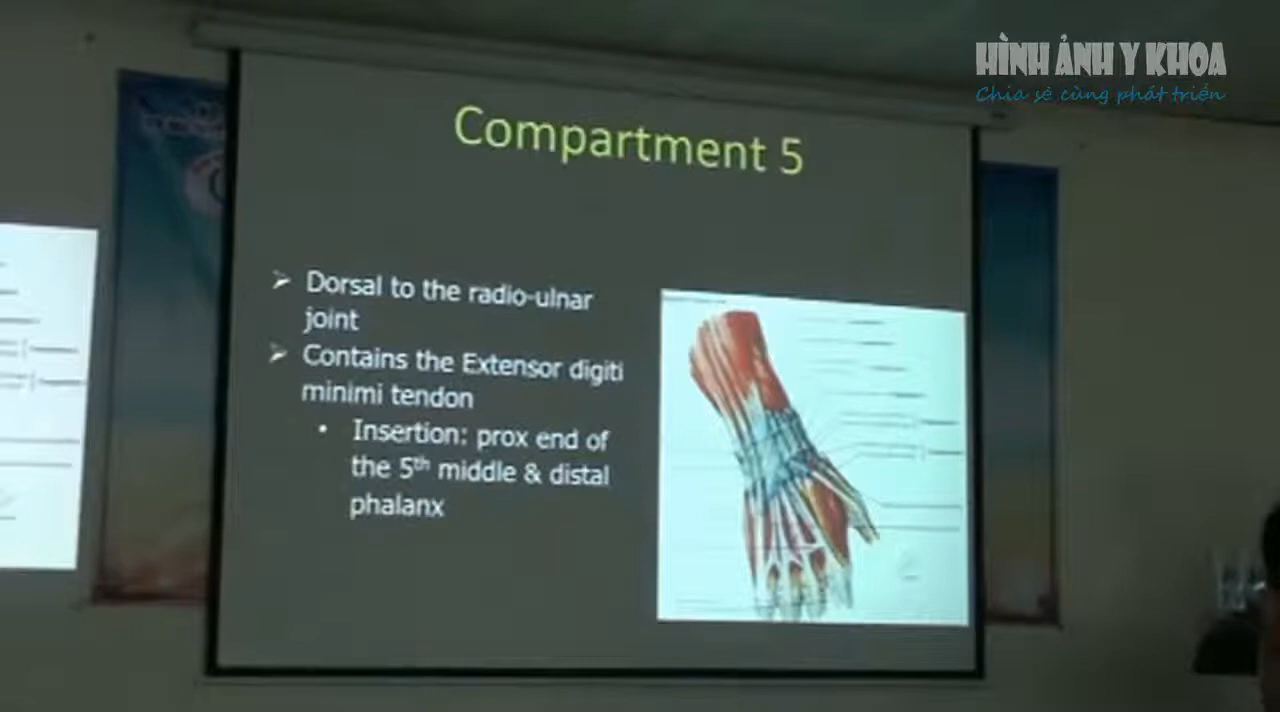 HÌNH ẢNH Y KHOA
Chia sẻ cùng phát triển
Compartment 5
➢ Dorsal to the radio-ulnar
joint
➢ Contains the Extensor digiti
minimi tendon
• Insertion: prox end of
the 5th middle & distal
phalanx